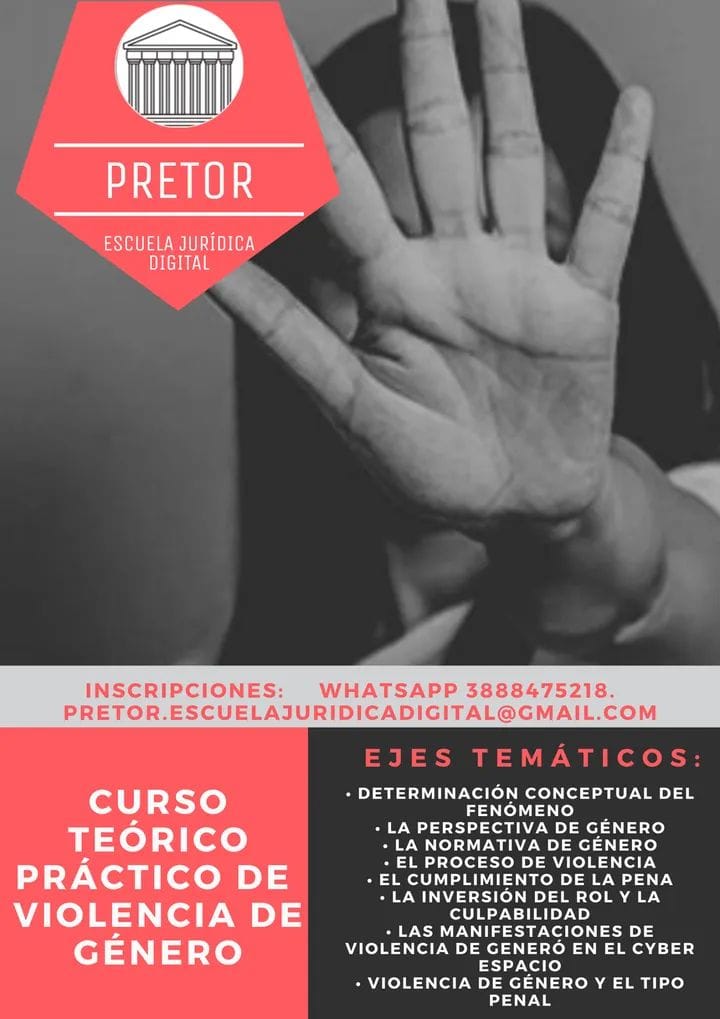 PRETOR
ESCUELA JURÍDICA
DIGITAL
INSCRIPCIONES: WHATSAPP 3888475218.
PRETOR.ESCUELAJURIDICADIGITAL@GMAIL.COM
CURSO
TEÓRICO
PRÁCTICO DE
VIOLENCIA DE
GÉNERO
EJES TEMÁTICOS:
• DETERMINACIÓN CONCEPTUAL DEL
FENÓMENO
• LA PERSPECTIVA DE GÉNERO
• LA NORMATIVA DE GÉNERO
• EL PROCESO DE VIOLENCIA
• EL CUMPLIMIENTO DE LA PENA
• LA INVERSIÓN DEL ROL Y LA
CULPABILIDAD
• LAS MANIFESTACIONES DE
VIOLENCIA DE GENERÓ EN EL CYBER
ESPACIO
• VIOLENCIA DE GÉNERO Y EL TIPO
PENAL